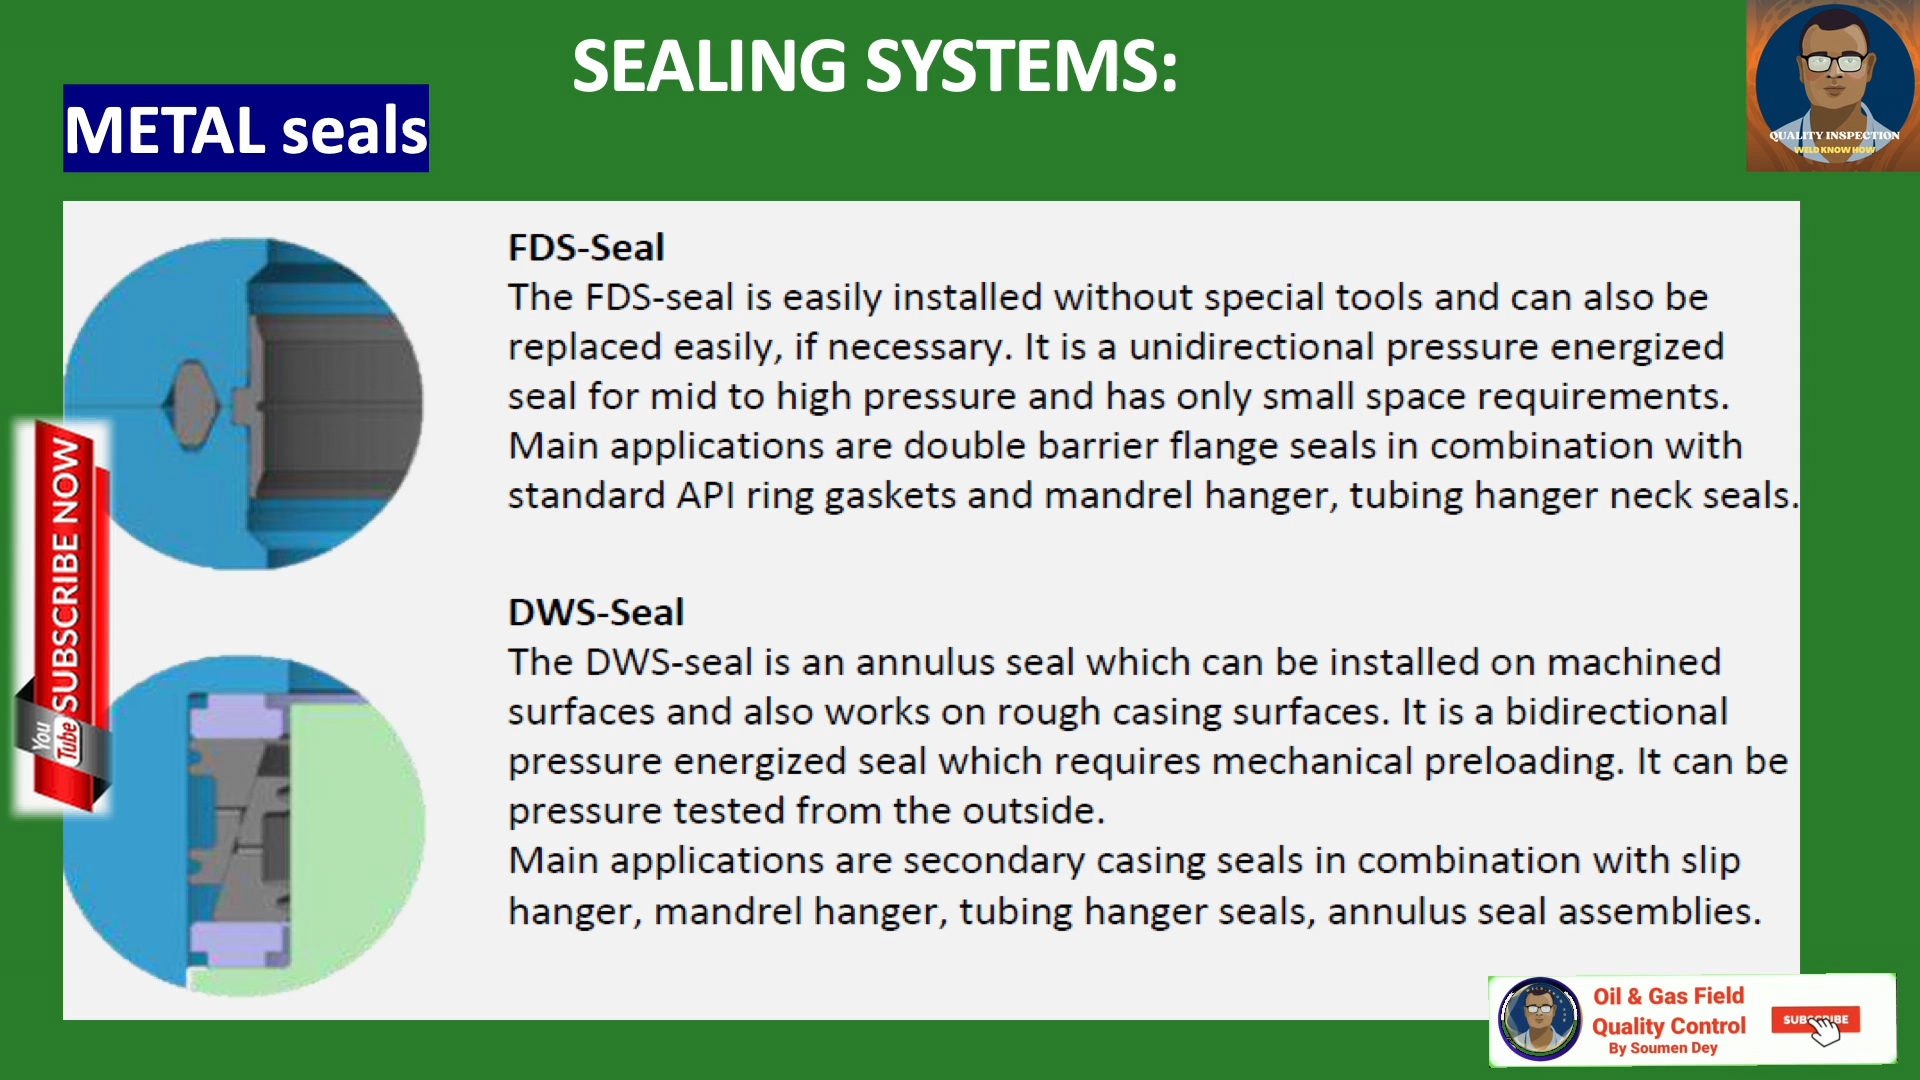 SEALING SYSTEMS:
METAL seals
QUALITY INSPECTION
WELD KNOW HOW
FDS-Seal
The FDS-seal is easily installed without special tools and can also be
replaced easily, if necessary. It is a unidirectional pressure energized
seal for mid to high pressure and has only small space requirements.
Main applications are double barrier flange seals in combination with
standard API ring gaskets and mandrel hanger, tubing hanger neck seals.
SUBSCRIBE NOW
You
Tube
DWS-Seal
The DWS-seal is an annulus seal which can be installed on machined
surfaces and also works on rough casing surfaces. It is a bidirectional
pressure energized seal which requires mechanical preloading. It can be
pressure tested from the outside.
Main applications are secondary casing seals in combination with slip
hanger, mandrel hanger, tubing hanger seals, annulus seal assemblies.
Oil & Gas Field
Quality Control
By Soumen Dey
SUBSCRIBE